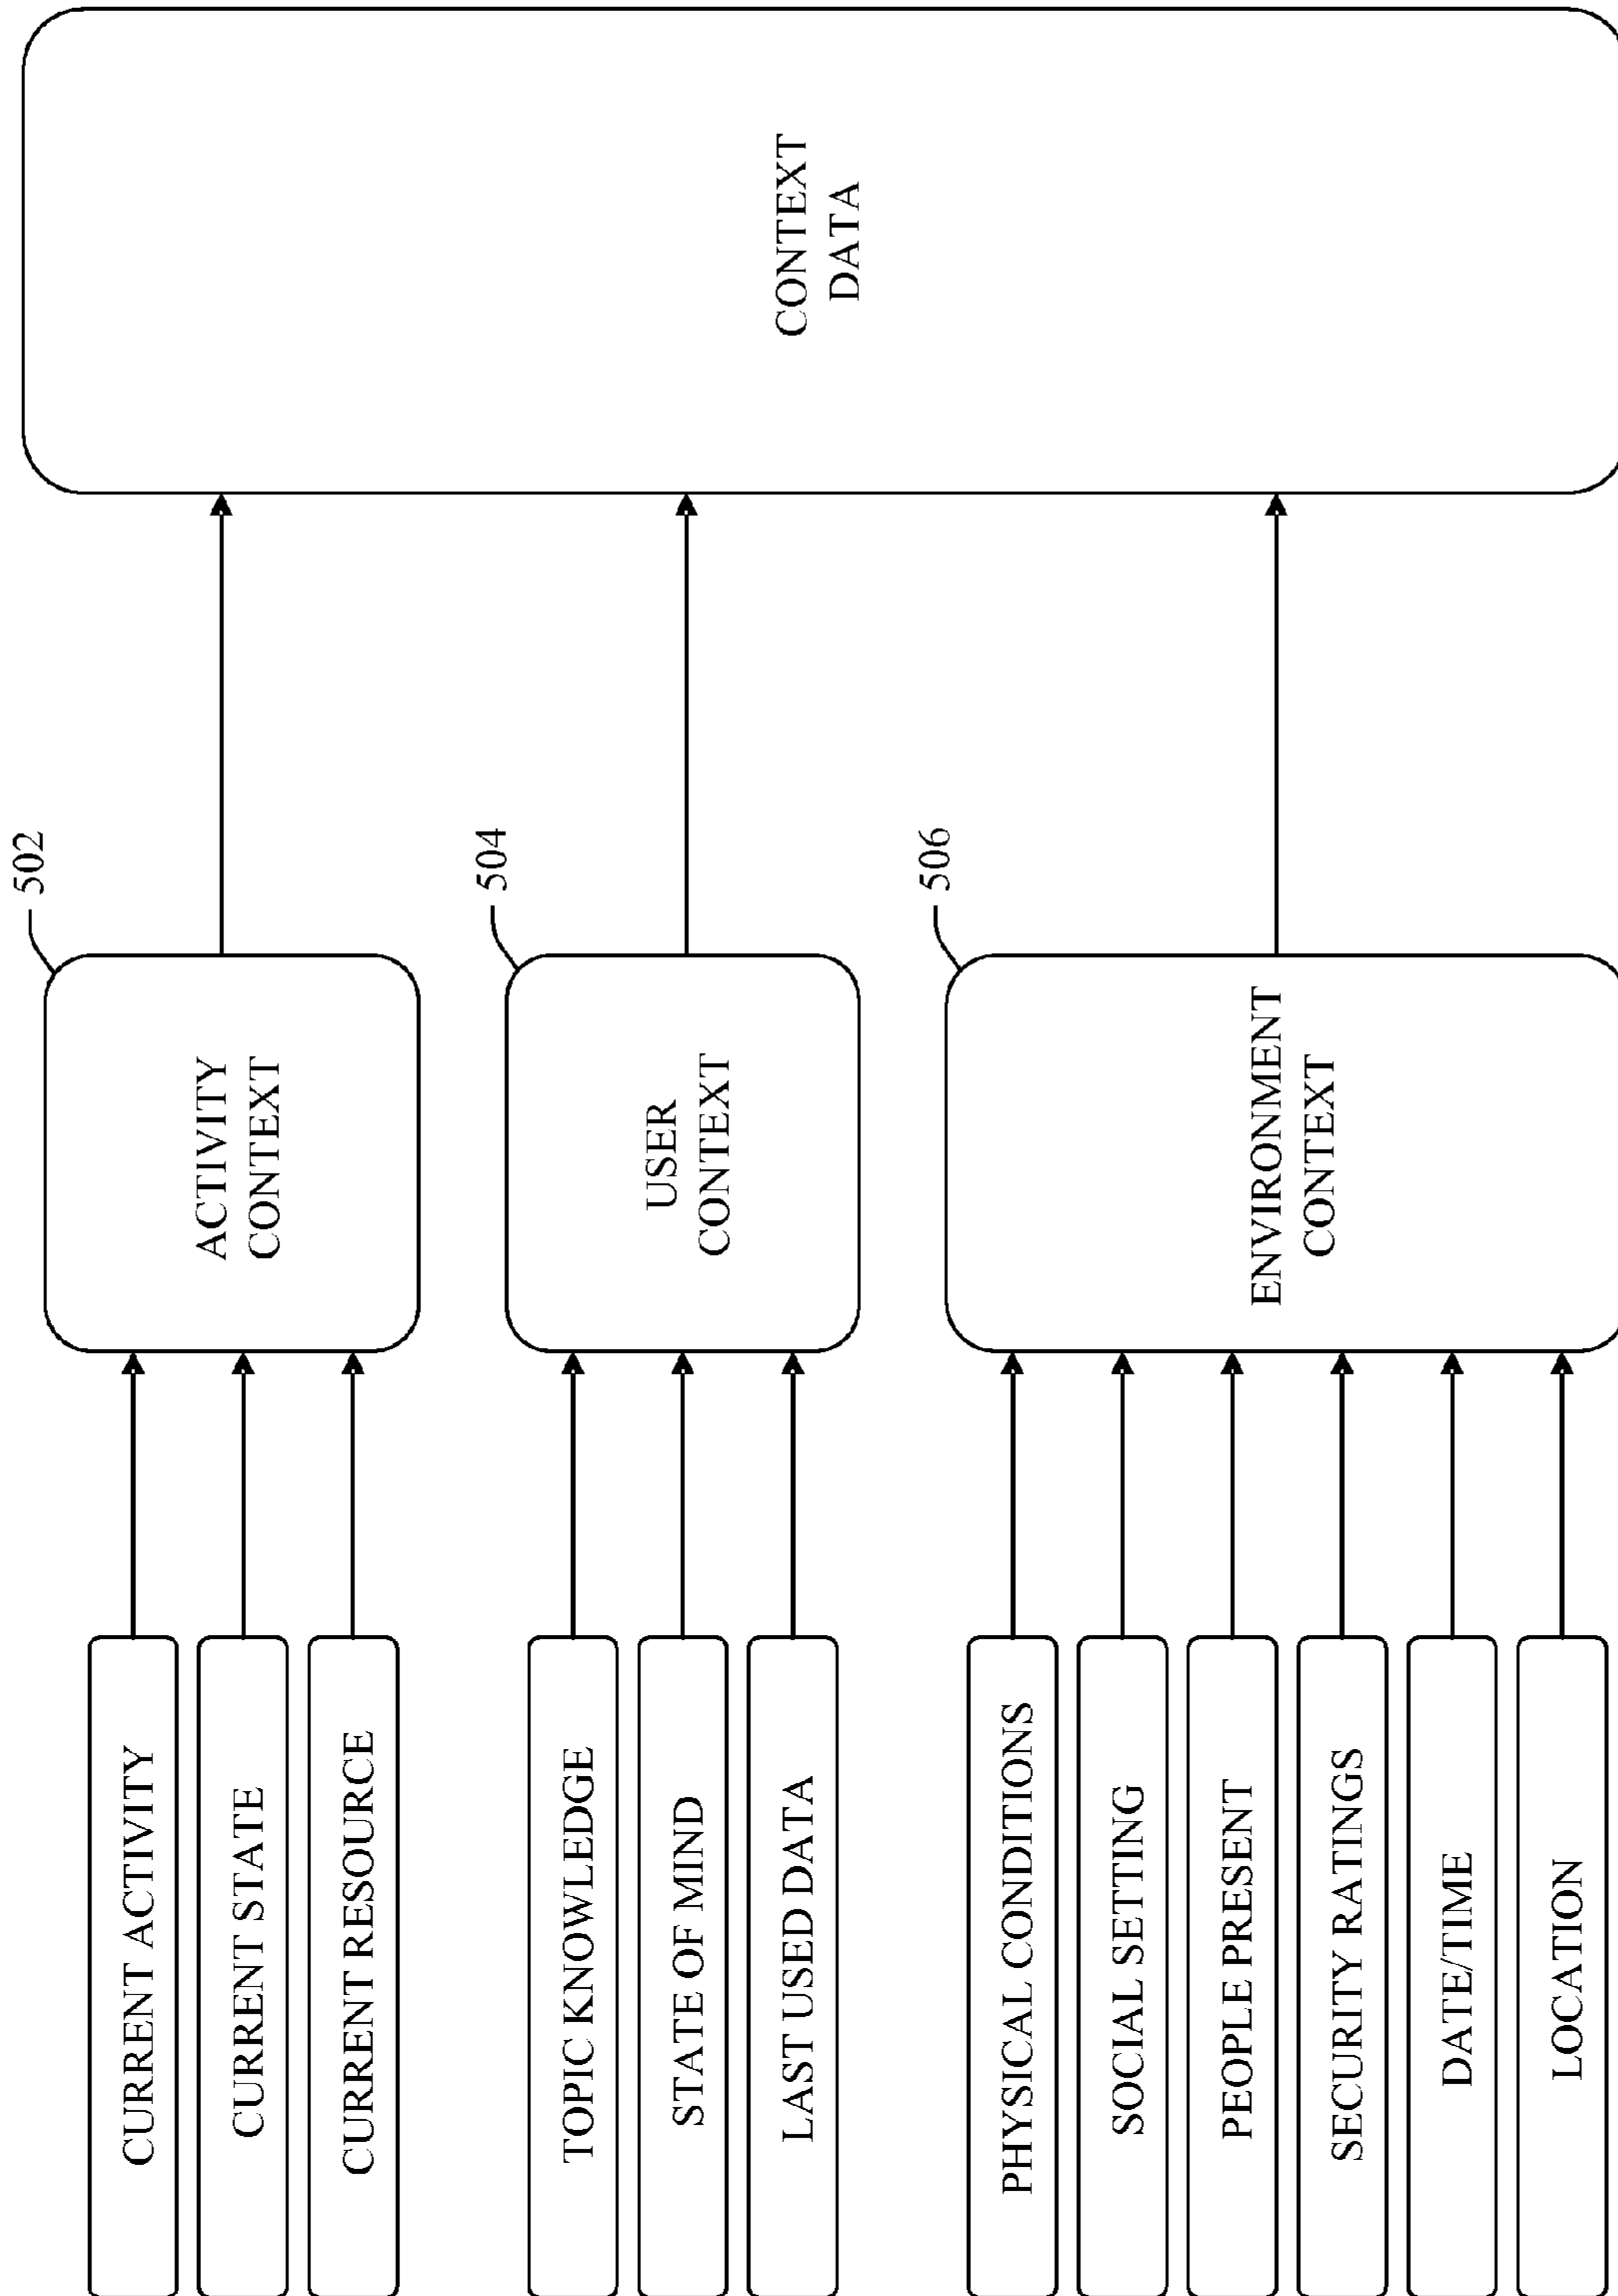 CURRENT ACTIVITY
CURRENT STATE
CURRENT RESOURCE
502
ACTIVITY
CONTEXT
TOPIC KNOWLEDGE
STATE OF MIND
LAST USED DATA
504
USER
CONTEXT
PHYSICAL CONDITIONS
SOCIAL SETTING
PEOPLE PRESENT
SECURITY RATINGS
DATE/TIME
LOCATION
506
ENVIRONMENT
CONTEXT
CONTEXT
DATA